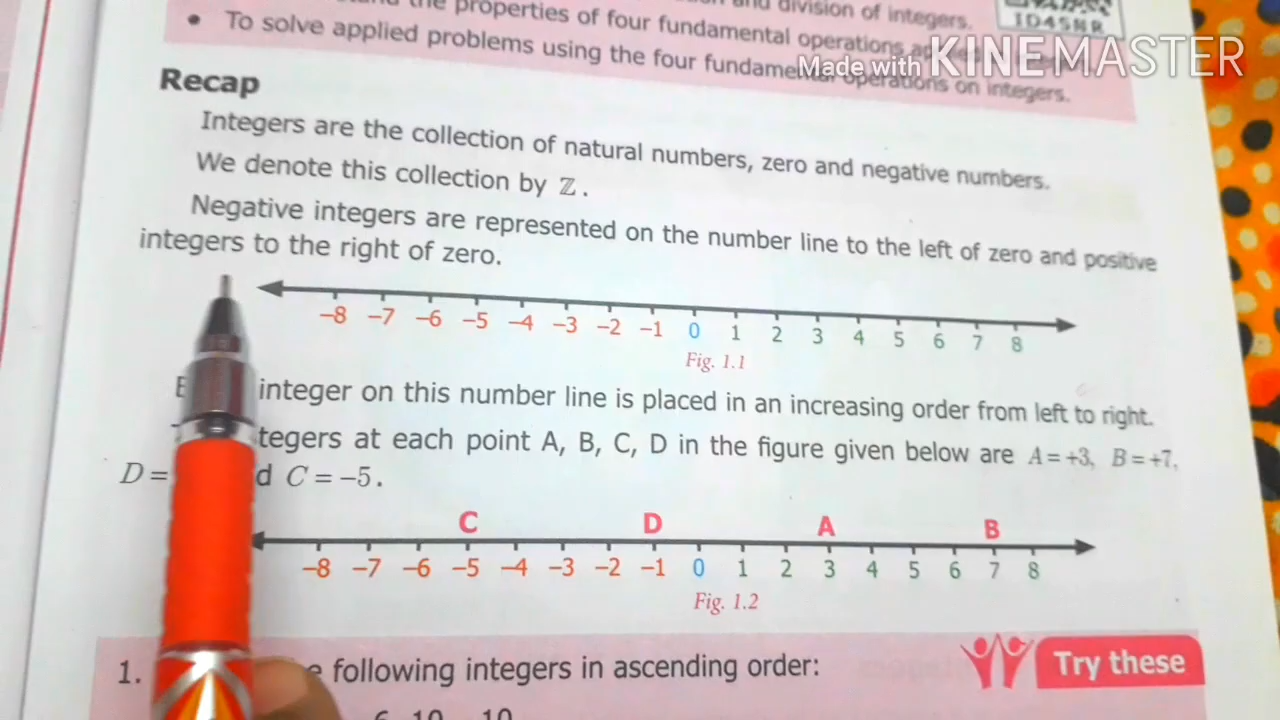 the properties of four fundamental operations
and division of integers.
ID45NR
• To solve applied problems using the four fundamental operations on integers.
Made with KINEMASTER
Recap
Integers are the collection of natural numbers, zero and negative numbers.
We denote this collection by ℤ.
Negative integers are represented on the number line to the left of zero and positive
integers to the right of zero.
–8 –7 –6 –5 –4 –3 –2 –1 0 1 2 3 4 5 6 7 8
Fig. 1.1
integer on this number line is placed in an increasing order from left to right.
tegers at each point A, B, C, D in the figure given below are A = +3, B = +7,
D = d C = –5.
C D A B
–8 –7 –6 –5 –4 –3 –2 –1 0 1 2 3 4 5 6 7 8
Fig. 1.2
Try these
1. following integers in ascending order: